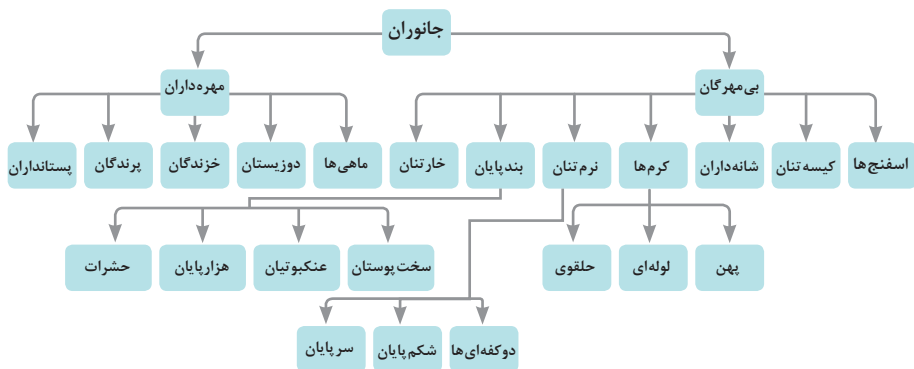 جانوران
بی‌مهرگان
مهره‌داران
اسفنج‌ها
کیسه‌تنان
شانه‌داران
کرم‌ها
نرم‌تنان
بندپایان
خارتنان
ماهی‌ها
دوزیستان
خزندگان
پرندگان
پستانداران
پهن
لوله‌ای
حلقوی
سخت‌پوستان
عنکبوتیان
هزارپایان
حشرات
دوکفه‌ای‌ها
شکم‌پایان
سرپایان